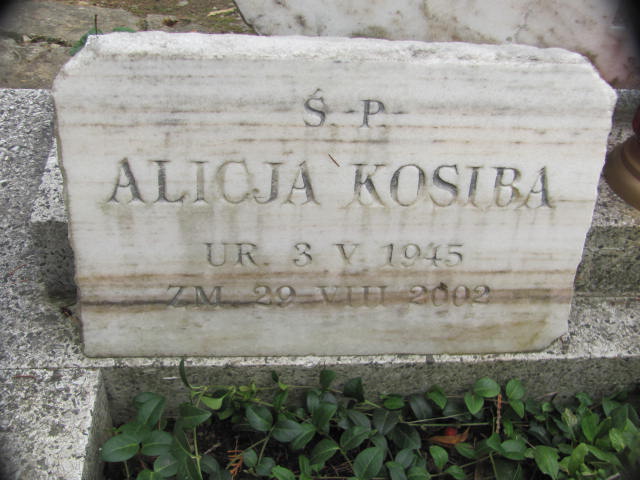 Ś P
ALICJA KOSIBA
UR. 3 V 1945
ZM. 29 VIII 2002